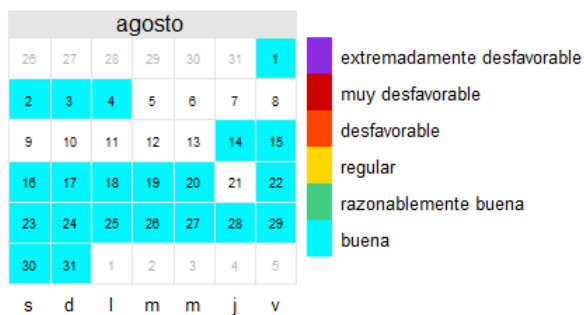 agosto
26 27 28 29 30 31 1
2 3 4 5 6 7 8
9 10 11 12 13 14 15
16 17 18 19 20 21 22
23 24 25 26 27 28 29
30 31 1 2 3 4 5
s d l m m j v
extremadamente desfavorable
muy desfavorable
desfavorable
regular
razonablemente buena
buena